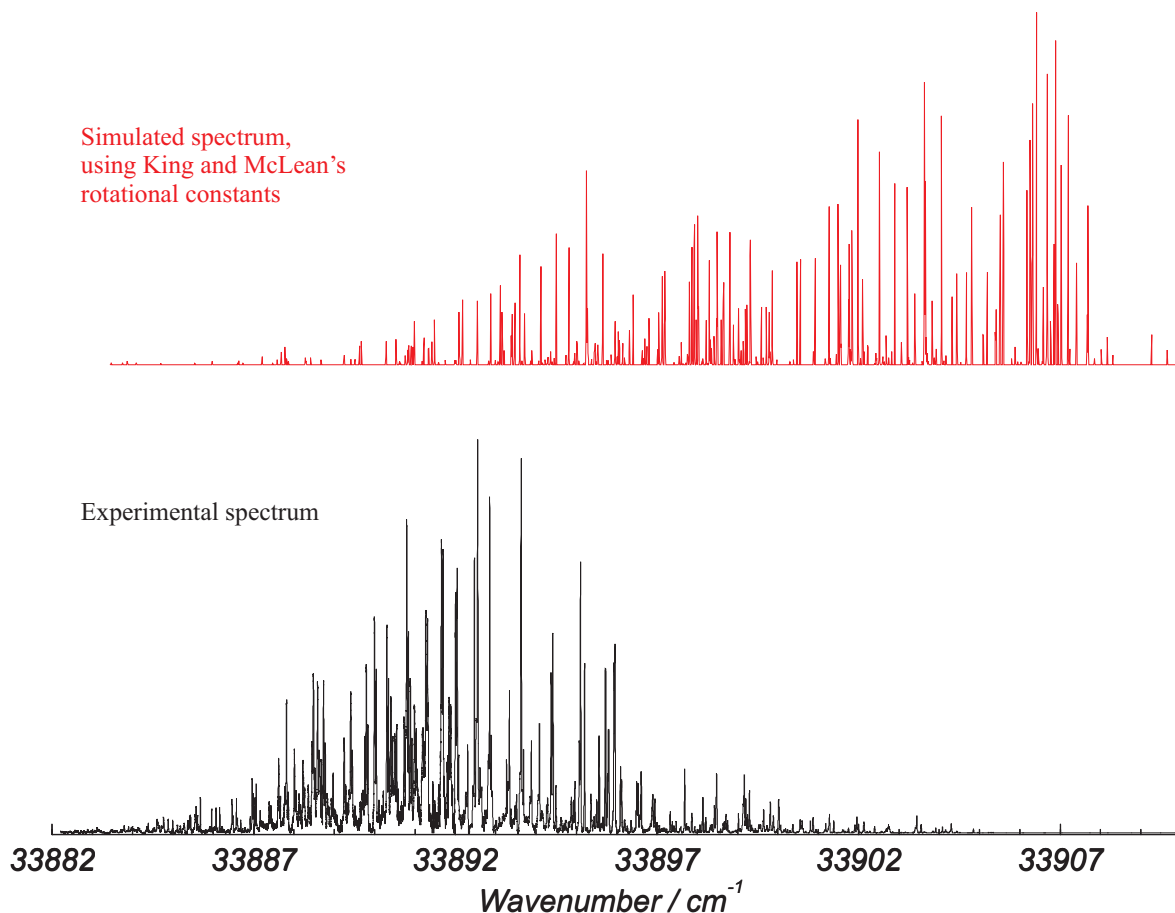 Simulated spectrum,
using King and McLean's
rotational constants
Experimental spectrum
33882 33887 33892 33897 33902 33907
Wavenumber / cm⁻¹